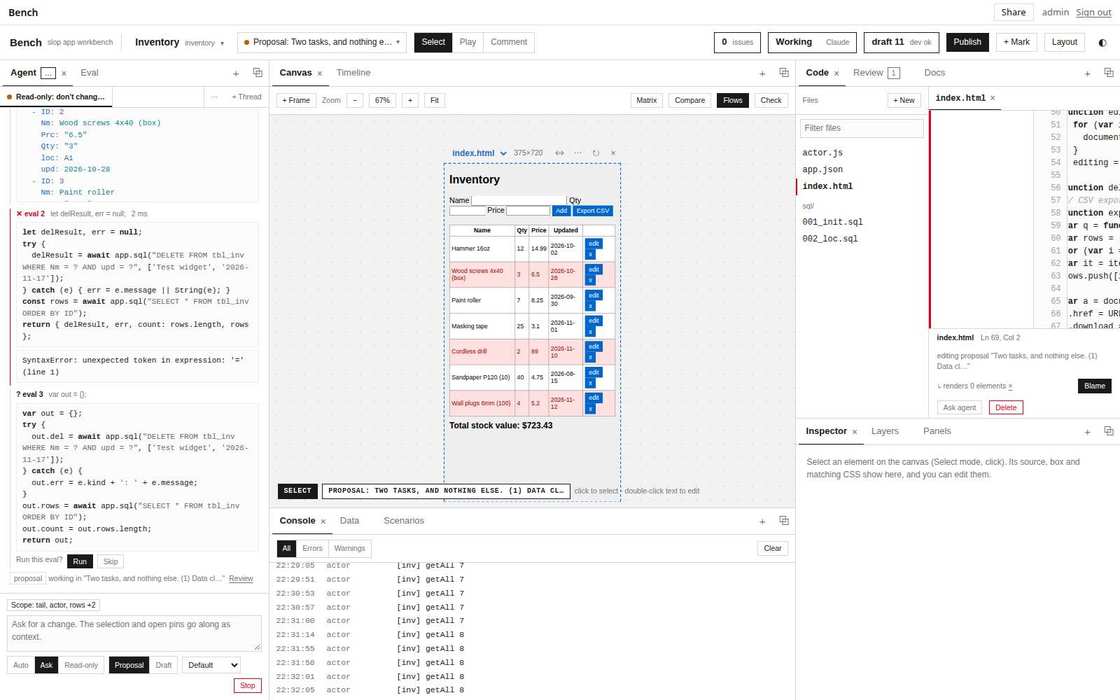 Bench
Share
admin
Sign out
Bench
slop app workbench
Inventory
inventory
Proposal: Two tasks, and nothing e…
Select
Play
Comment
0 issues
Working Claude
draft 11 dev ok
Publish
+ Mark
Layout
Agent
...
×
Eval
+
Read-only: don't chang…
...
+ Thread
- ID: 2
Nm: Wood screws 4x40 (box)
Prc: "6.5"
Qty: "3"
loc: A1
upd: 2026-10-28
- ID: 3
Nm: Paint roller
× eval 2 let delResult, err = null; 2 ms
let delResult, err = null;
try {
delResult = await app.sql("DELETE FROM tbl_inv
WHERE Nm = ? AND upd = ?", ['Test widget', '2026-
11-17']);
} catch (e) { err = e.message || String(e); }
const rows = await app.sql("SELECT * FROM tbl_inv
ORDER BY ID");
return { delResult, err, count: rows.length, rows
};
SyntaxError: unexpected token in expression: '='
(line 1)
? eval 3 var out = {};
var out = {};
try {
out.del = await app.sql("DELETE FROM tbl_inv
WHERE Nm = ? AND upd = ?", ['Test widget', '2026-
11-17']);
} catch (e) {
out.err = e.kind + ': ' + e.message;
}
out.rows = await app.sql("SELECT * FROM tbl_inv
ORDER BY ID");
out.count = out.rows.length;
return out;
Run this eval?
Run
Skip
proposal working in "Two tasks, and nothing else. (1) Data cl…" Review
Scope: tail, actor, rows +2
Ask for a change. The selection and open pins go along as
context.
Auto
Ask
Read-only
Proposal
Draft
Default
Stop
Canvas
×
Timeline
+
+ Frame
Zoom
−
67%
+
Fit
Matrix
Compare
Flows
Check
index.html
375×720
...
×
Inventory
Name Qty
Price Add Export CSV
Name Qty Price Updated
Hammer 16oz 12 14.99 2026-10-02 edit x
Wood screws 4x40 (box) 3 6.5 2026-10-28 edit x
Paint roller 7 8.25 2026-09-30 edit x
Masking tape 25 3.1 2026-11-01 edit x
Cordless drill 2 89 2026-11-10 edit x
Sandpaper P120 (10) 40 4.75 2026-08-15 edit x
Wall plugs 6mm (100) 4 5.2 2026-11-12 edit x
Total stock value: $723.43
SELECT
PROPOSAL: TWO TASKS, AND NOTHING ELSE. (1) DATA CL…
click to select · double-click text to edit
Console
×
Data
Scenarios
+
All
Errors
Warnings
Clear
22:29:05 actor [inv] getAll 7
22:29:51 actor [inv] getAll 7
22:30:53 actor [inv] getAll 7
22:30:57 actor [inv] getAll 7
22:31:00 actor [inv] getAll 7
22:31:14 actor [inv] getAll 8
22:31:55 actor [inv] getAll 8
22:31:58 actor [inv] getAll 8
22:32:01 actor [inv] getAll 8
22:32:05 actor [inv] getAll 8
Code
×
Review
1
Docs
+
Files
+ New
Filter files
actor.js
app.json
index.html
sql/
001_init.sql
002_loc.sql
index.html ×
50 unction edi
51 for (var i
52 documen
53 }
54 editing =
55
56 unction del
57 / CSV expor
58 unction exp
59 ar q = func
60 ar rows =
61 or (var i =
62 ar it = ite
63 ows.push([i
64
65 ar a = docu
66 .href = URL
67 .download
index.html
Ln 69, Col 2
editing proposal "Two tasks, and nothing else. (1)
Data cl…"
renders 0 elements ×
Blame
Ask agent
Delete
Inspector
×
Layers
Panels
+
Select an element on the canvas (Select mode, click). Its source, box and
matching CSS show here, and you can edit them.